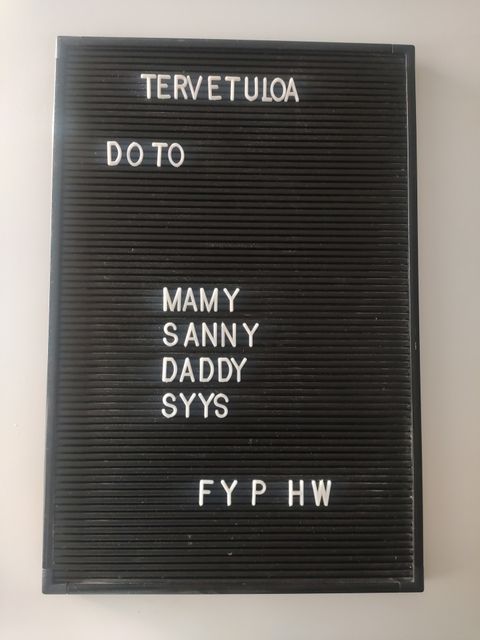 TERVETULOA
DO TO
MAMY
SANNY
DADDY
SYYS
FYP HW